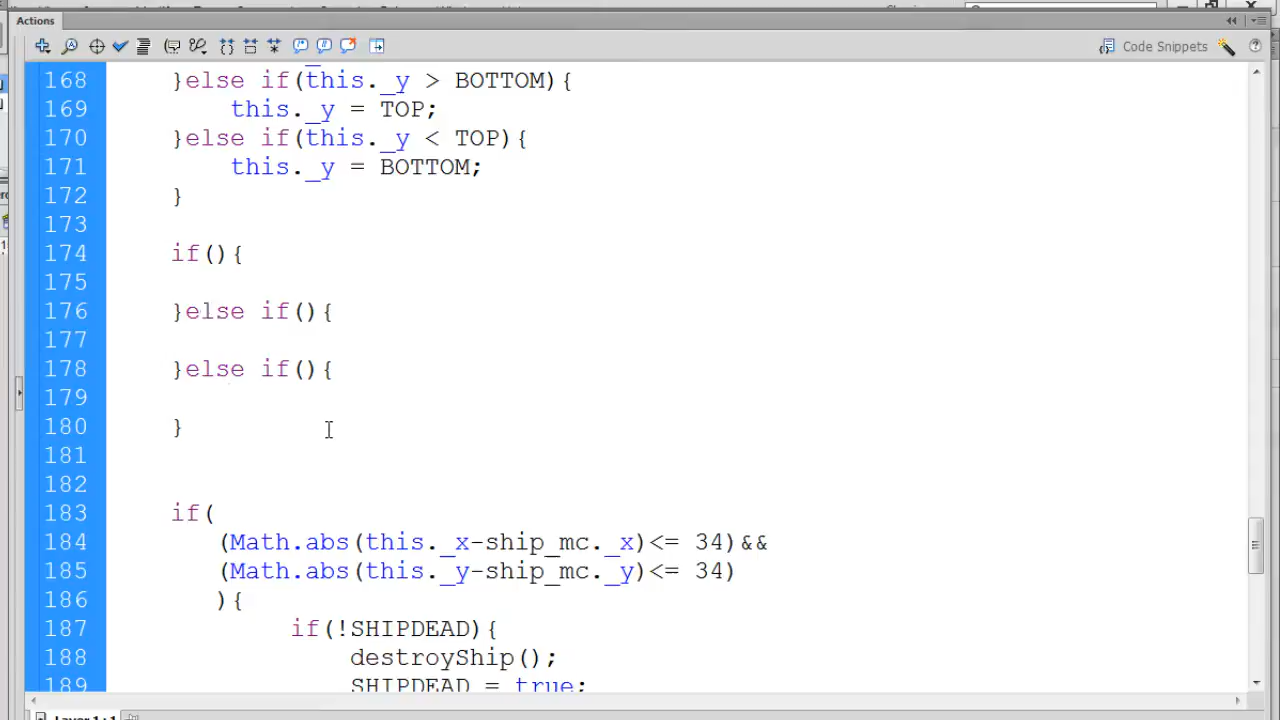 Actions
Code Snippets
168 }else if(this._y > BOTTOM){
169 this._y = TOP;
170 }else if(this._y < TOP){
171 this._y = BOTTOM;
172 }
173
174 if(){
175
176 }else if(){
177
178 }else if(){
179
180 }
181
182
183 if(
184 (Math.abs(this._x-ship_mc._x)<= 34)&&
185 (Math.abs(this._y-ship_mc._y)<= 34)
186 ){
187 if(!SHIPDEAD){
188 destroyShip();
189 SHIPDEAD = true;
Layer 1:1